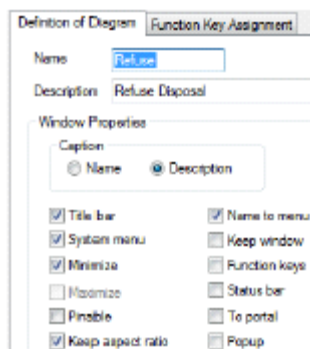 Definition of Diagram Function Key Assignment
Name Refuse
Description Refuse Disposal
Window Properties
Caption
Name Description
Title bar Name to menu
System menu Keep window
Minimize Function keys
Maximize Status bar
Pinable To portal
Keep aspect ratio Popup